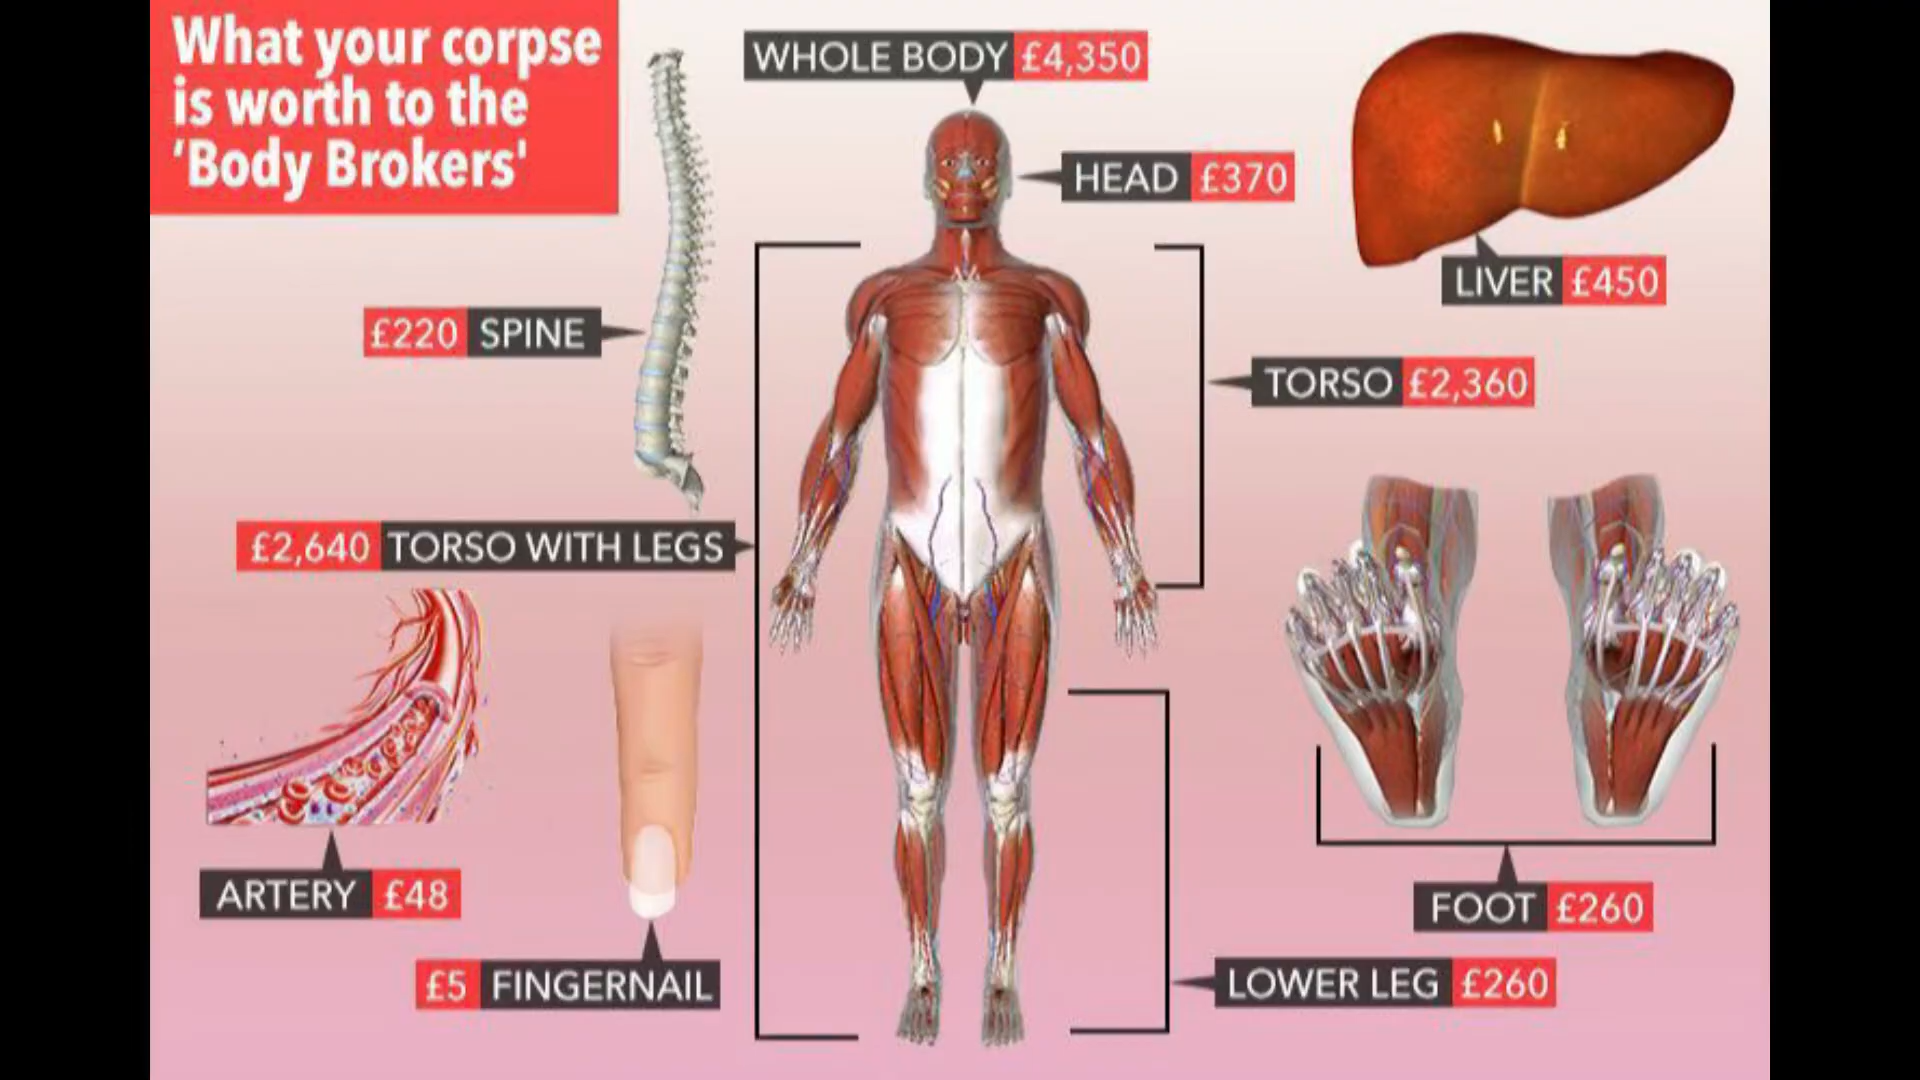 What your corpse
is worth to the
‘Body Brokers'
WHOLE BODY £4,350
HEAD £370
LIVER £450
£220 SPINE
TORSO £2,360
£2,640 TORSO WITH LEGS
ARTERY £48
FOOT £260
£5 FINGERNAIL
LOWER LEG £260